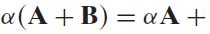 α(A + B) = αA +